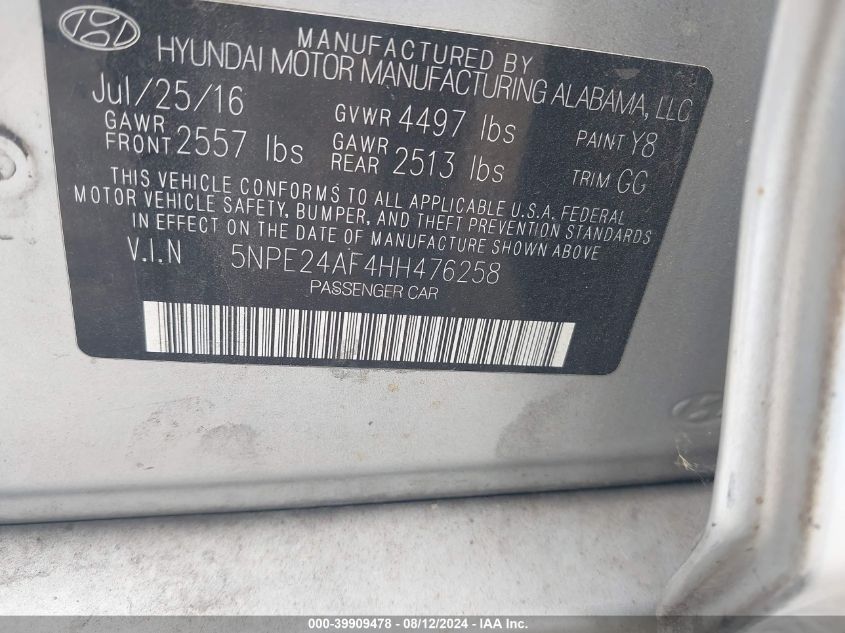 MANUFACTURED BY
HYUNDAI MOTOR MANUFACTURING ALABAMA, LLC
Jul/25/16 GVWR 4497 lbs PAINT Y8
GAWR FRONT 2557 lbs GAWR REAR 2513 lbs TRIM GG
THIS VEHICLE CONFORMS TO ALL APPLICABLE U.S.A. FEDERAL
MOTOR VEHICLE SAFETY, BUMPER, AND THEFT PREVENTION STANDARDS
IN EFFECT ON THE DATE OF MANUFACTURE SHOWN ABOVE
V.I.N 5NPE24AF4HH476258
PASSENGER CAR
000-39909478 - 08/12/2024 - IAA Inc.